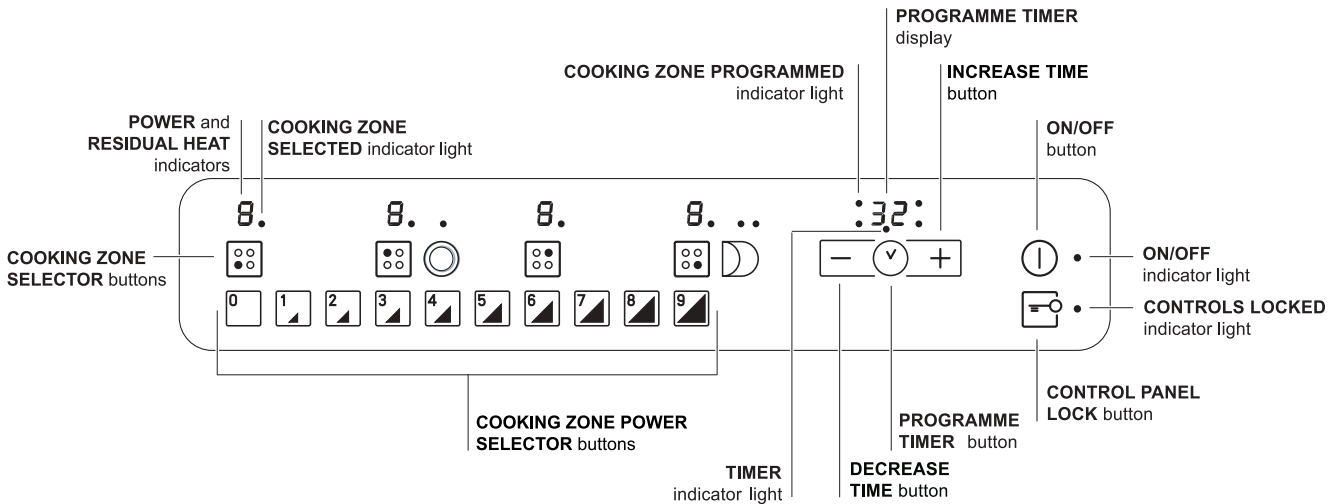 PROGRAMME TIMER
display
COOKING ZONE PROGRAMMED
indicator light
INCREASE TIME
button
POWER and
RESIDUAL HEAT
indicators
COOKING ZONE
SELECTED indicator light
ON/OFF
button
8. 8. . 8. 8. .. :32:
COOKING ZONE
SELECTOR buttons
ON/OFF
indicator light
0 1 2 3 4 5 6 7 8 9
CONTROLS LOCKED
indicator light
COOKING ZONE POWER
SELECTOR buttons
CONTROL PANEL
LOCK button
PROGRAMME
TIMER button
TIMER
indicator light
DECREASE
TIME button